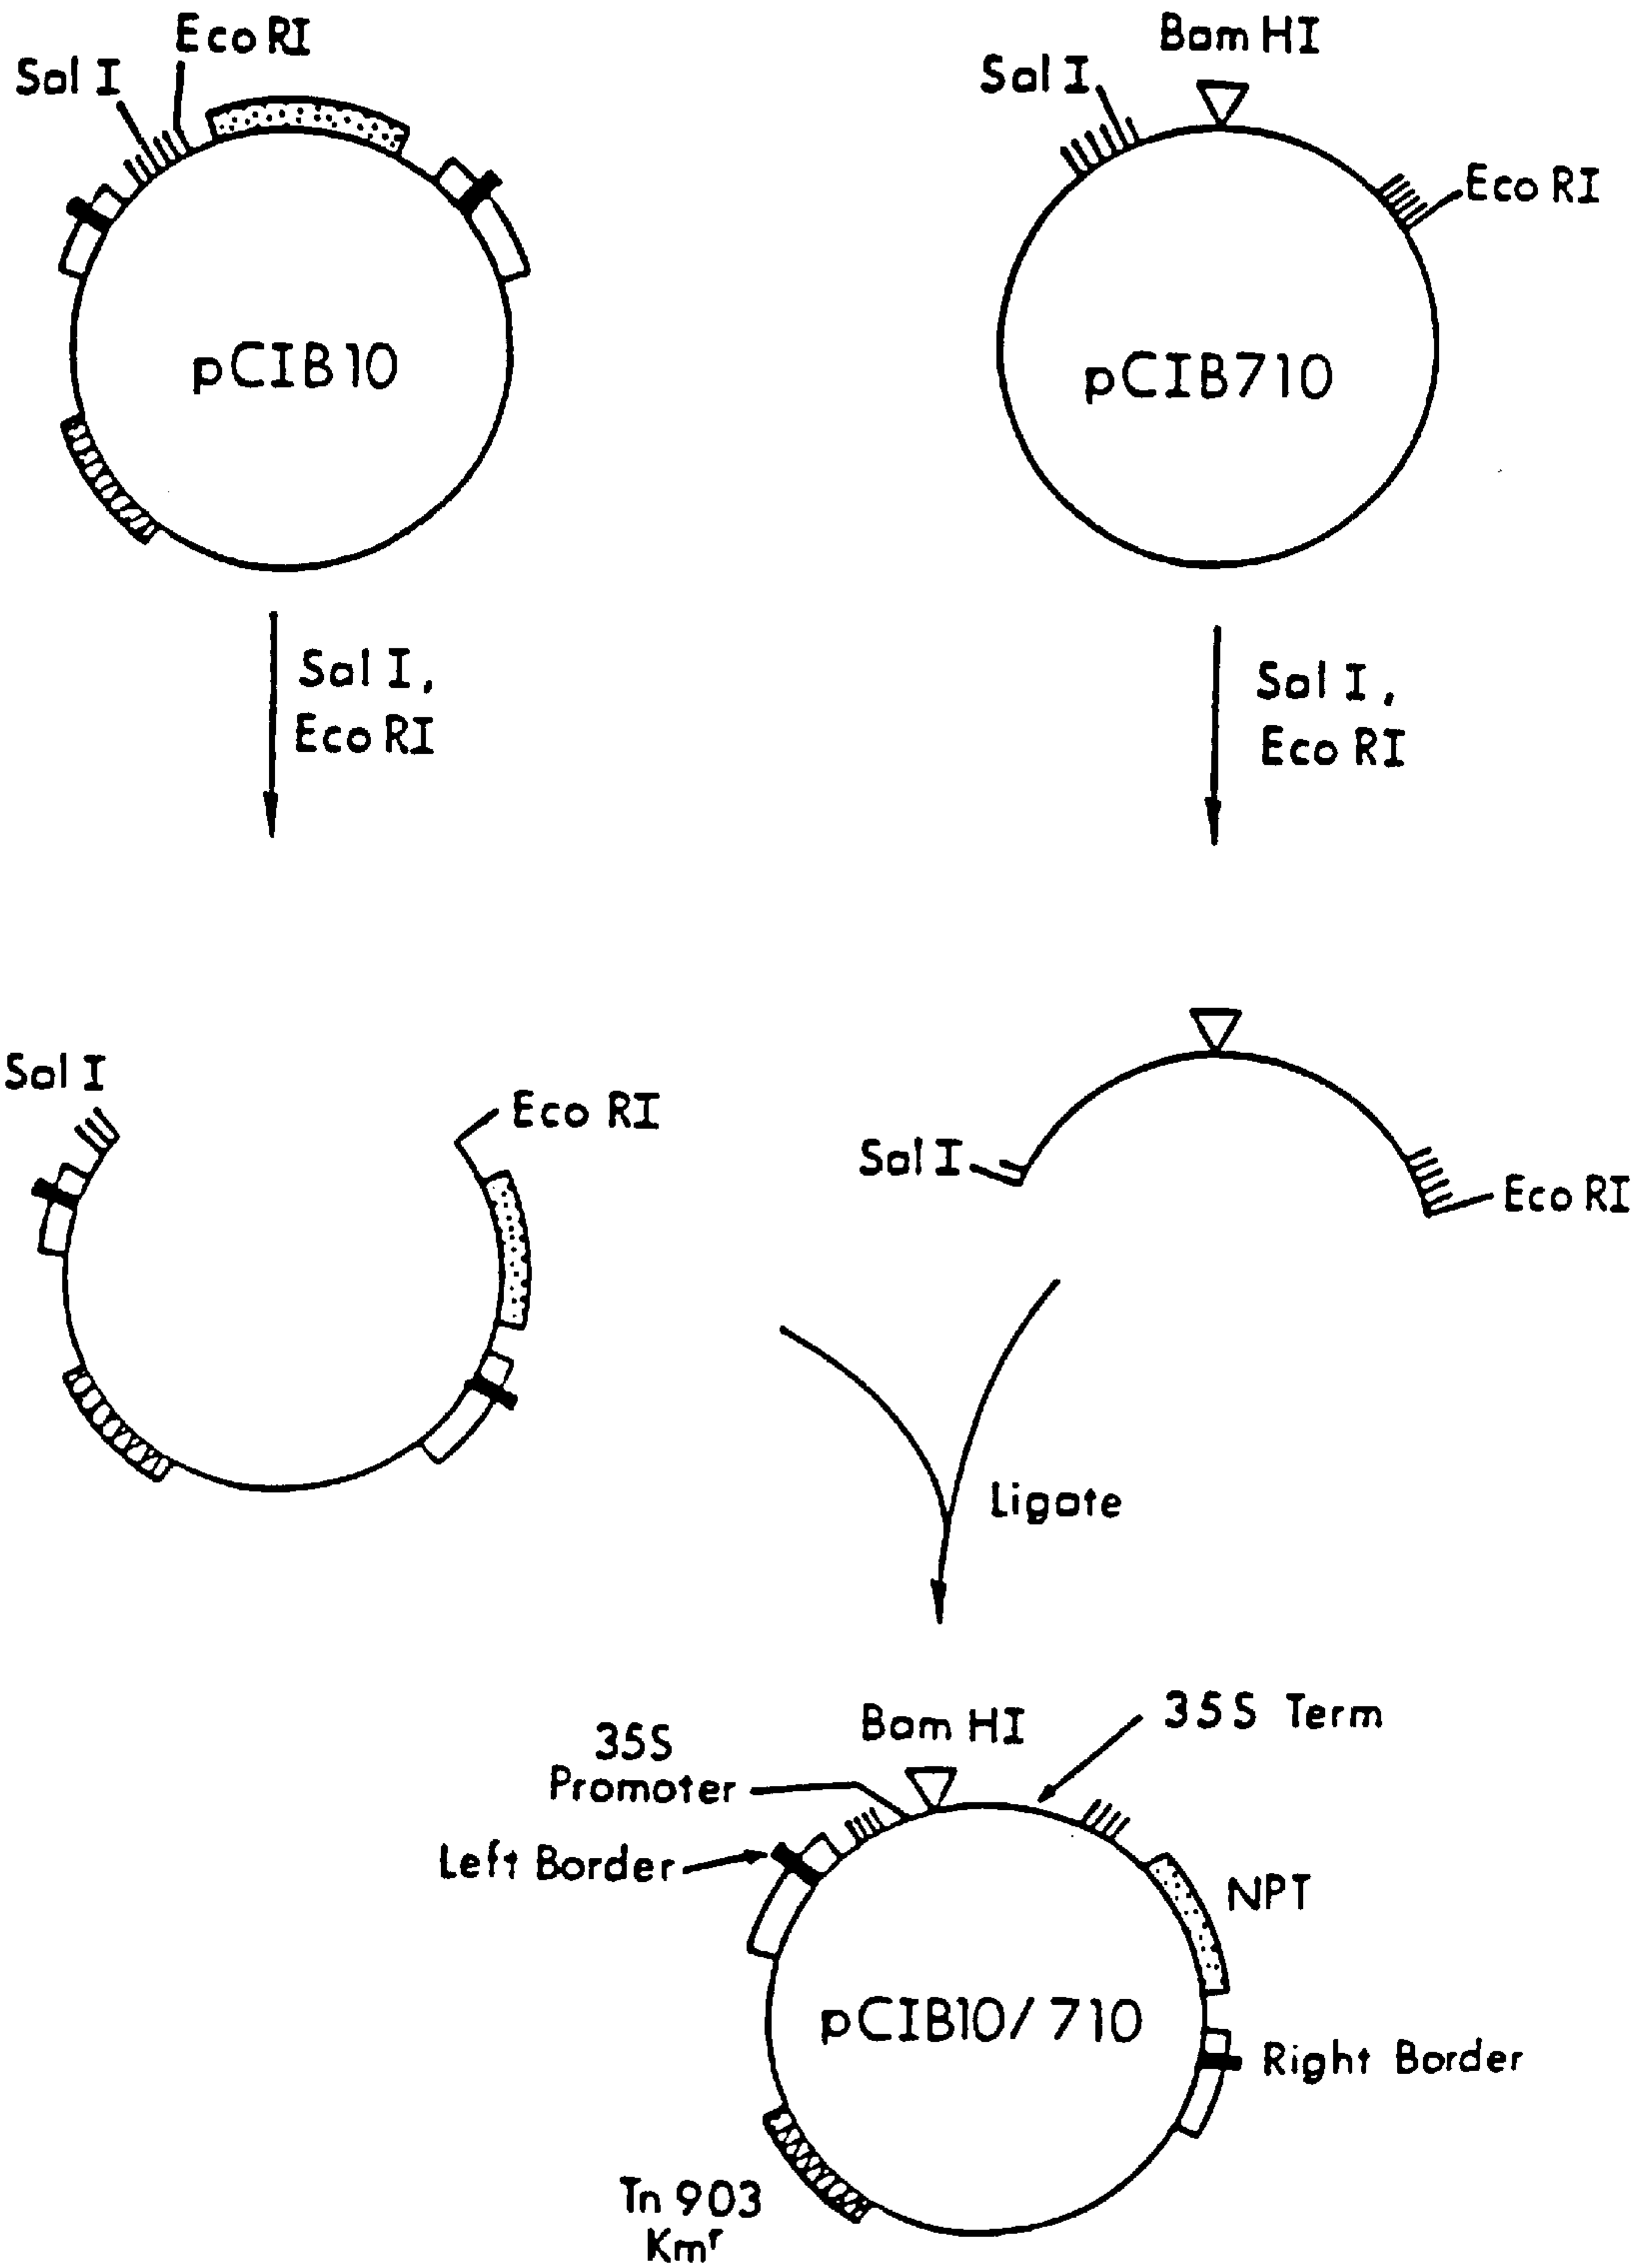 Eco RI
Sal I
Bam HI
Sal I
Eco RI
pCIB10
pCIB710
Sal I,
Eco RI
Sal I,
Eco RI
Sal I
Eco RI
Sal I
Eco RI
Ligate
35S Term
Bam HI
35S
Promoter
Left Border
NPT
pCIB10/710
Right Border
Tn 903
Kmʳ